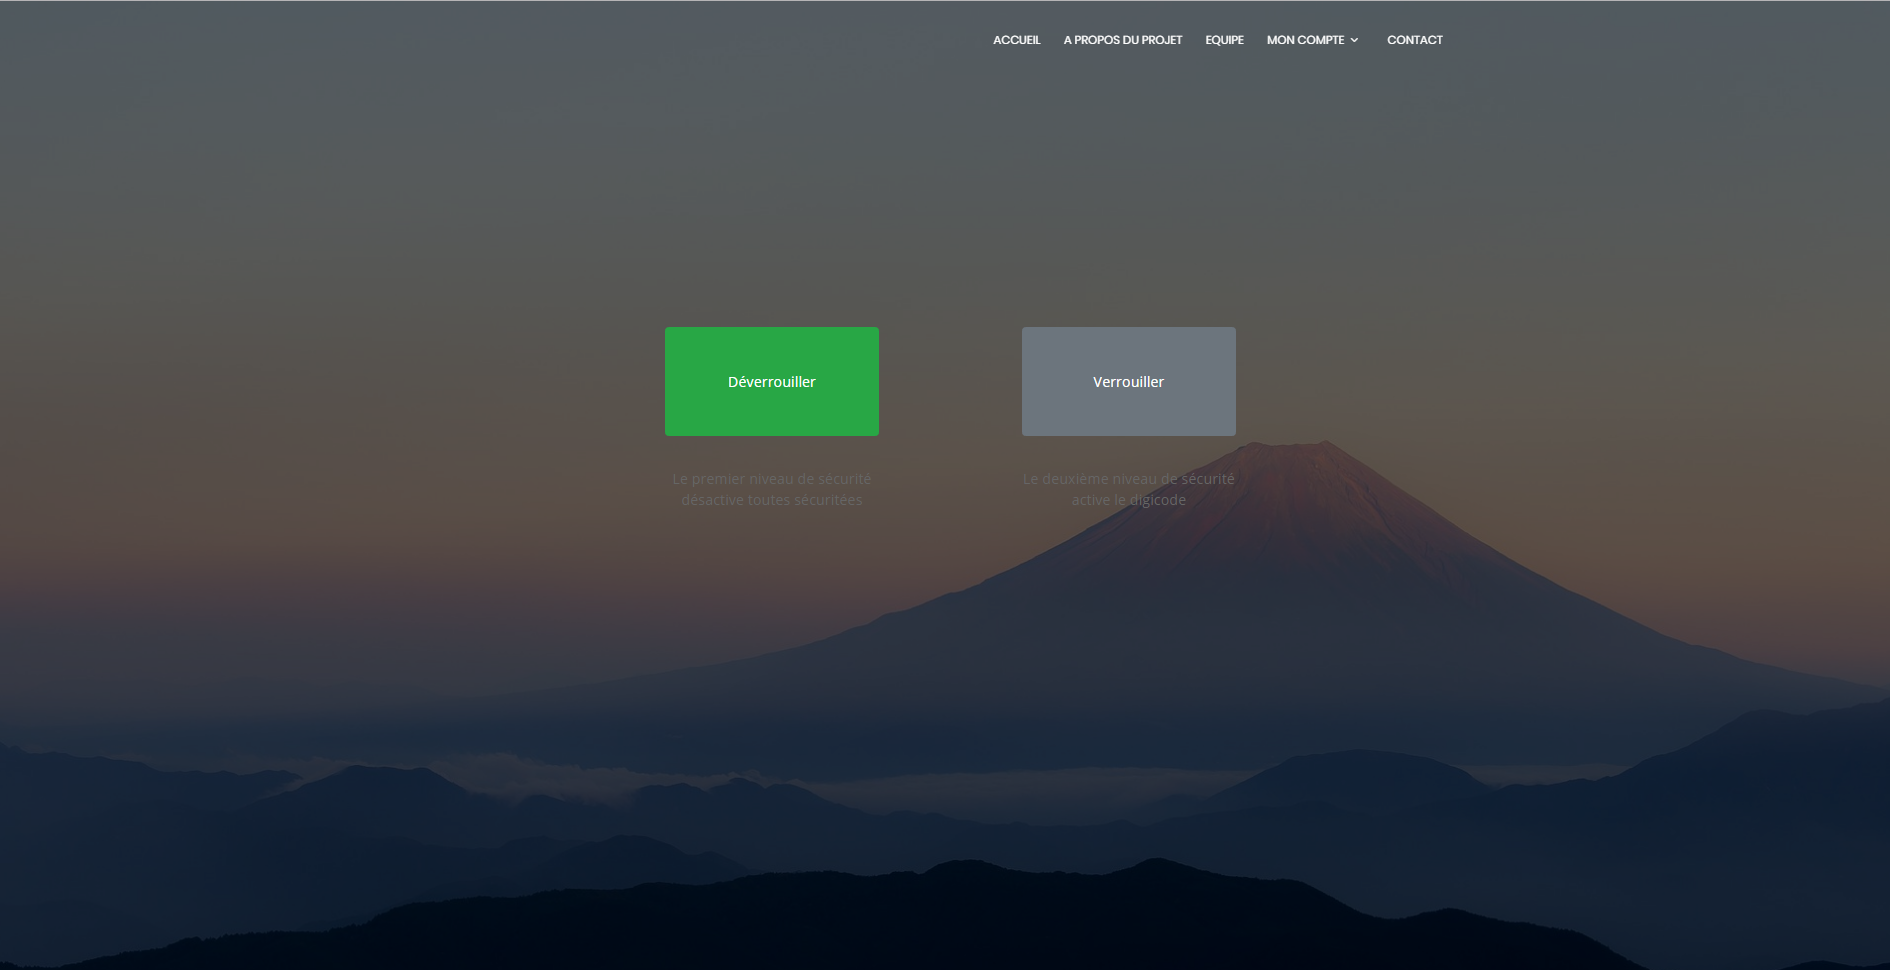 ACCUEIL A PROPOS DU PROJET EQUIPE MON COMPTE CONTACT
Déverrouiller
Verrouiller
Le premier niveau de sécurité
désactive toutes sécuritées
Le deuxième niveau de sécurité
active le digicode